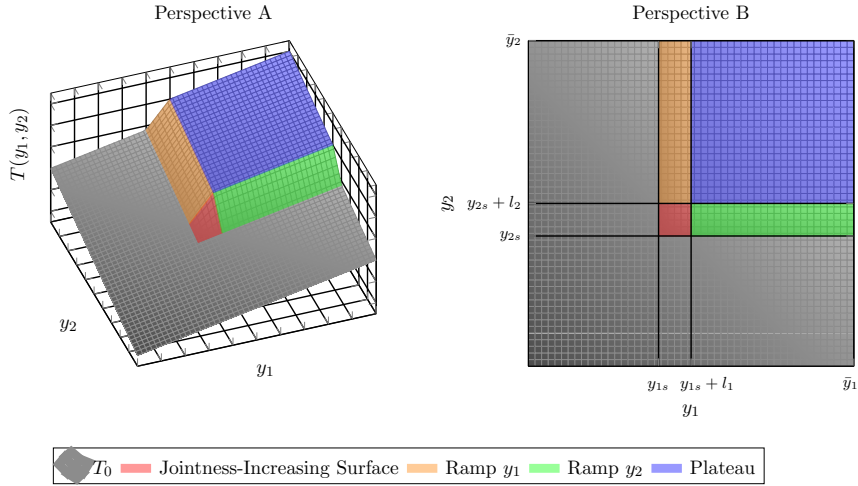 Perspective A
Perspective B
T(y₁, y₂)
y₂
y₁
ȳ₂
y₂
y₂ₛ + l₂
y₂ₛ
y₁ₛ
y₁ₛ + l₁
ȳ₁
y₁
T₀ Jointness-Increasing Surface Ramp y₁ Ramp y₂ Plateau